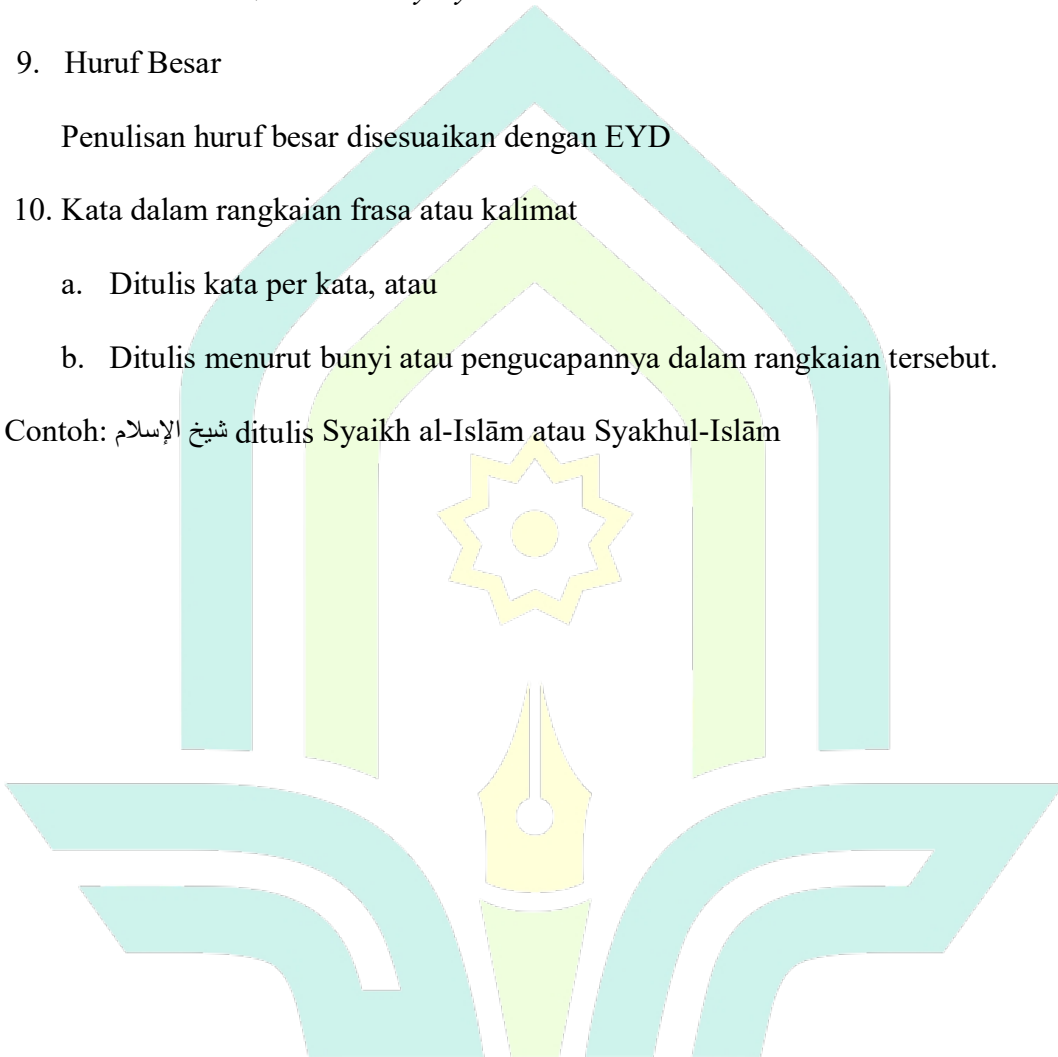 9. Huruf Besar
Penulisan huruf besar disesuaikan dengan EYD
10. Kata dalam rangkaian frasa atau kalimat
a. Ditulis kata per kata, atau
b. Ditulis menurut bunyi atau pengucapannya dalam rangkaian tersebut.
Contoh: شيخ الإسلام ditulis Syaikh al-Islām atau Syakhul-Islām